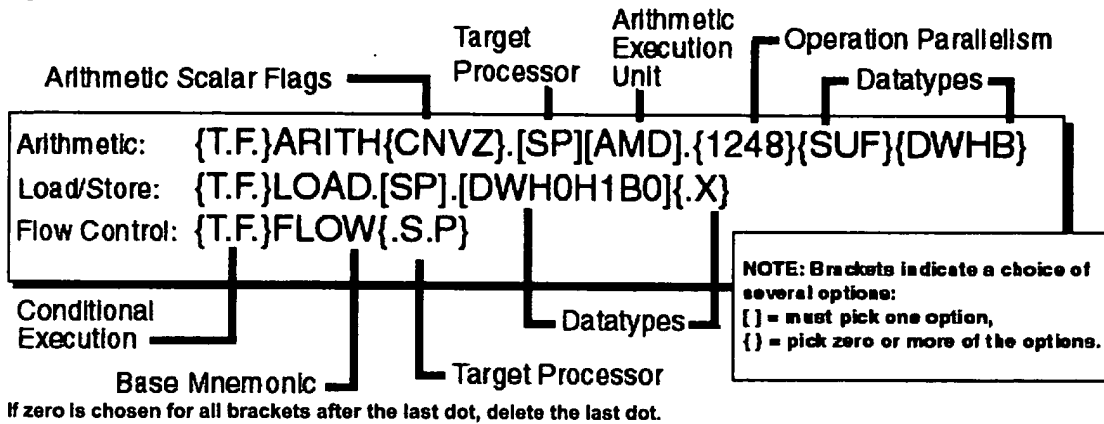 Arithmetic Scalar Flags
Target
Processor
Arithmetic
Execution
Unit
Operation Parallelism
Datatypes
Arithmetic: {T.F.}ARITH{CNVZ}.[SP][AMD].{1248}{SUF}{DWHB}
Load/Store: {T.F.}LOAD.[SP].[DWH0H1B0]{.X}
Flow Control: {T.F.}FLOW{.S.P}
NOTE: Brackets indicate a choice of
several options:
[ ] = must pick one option,
{ } = pick zero or more of the options.
Conditional
Execution
Base Mnemonic
Target Processor
Datatypes
If zero is chosen for all brackets after the last dot, delete the last dot.